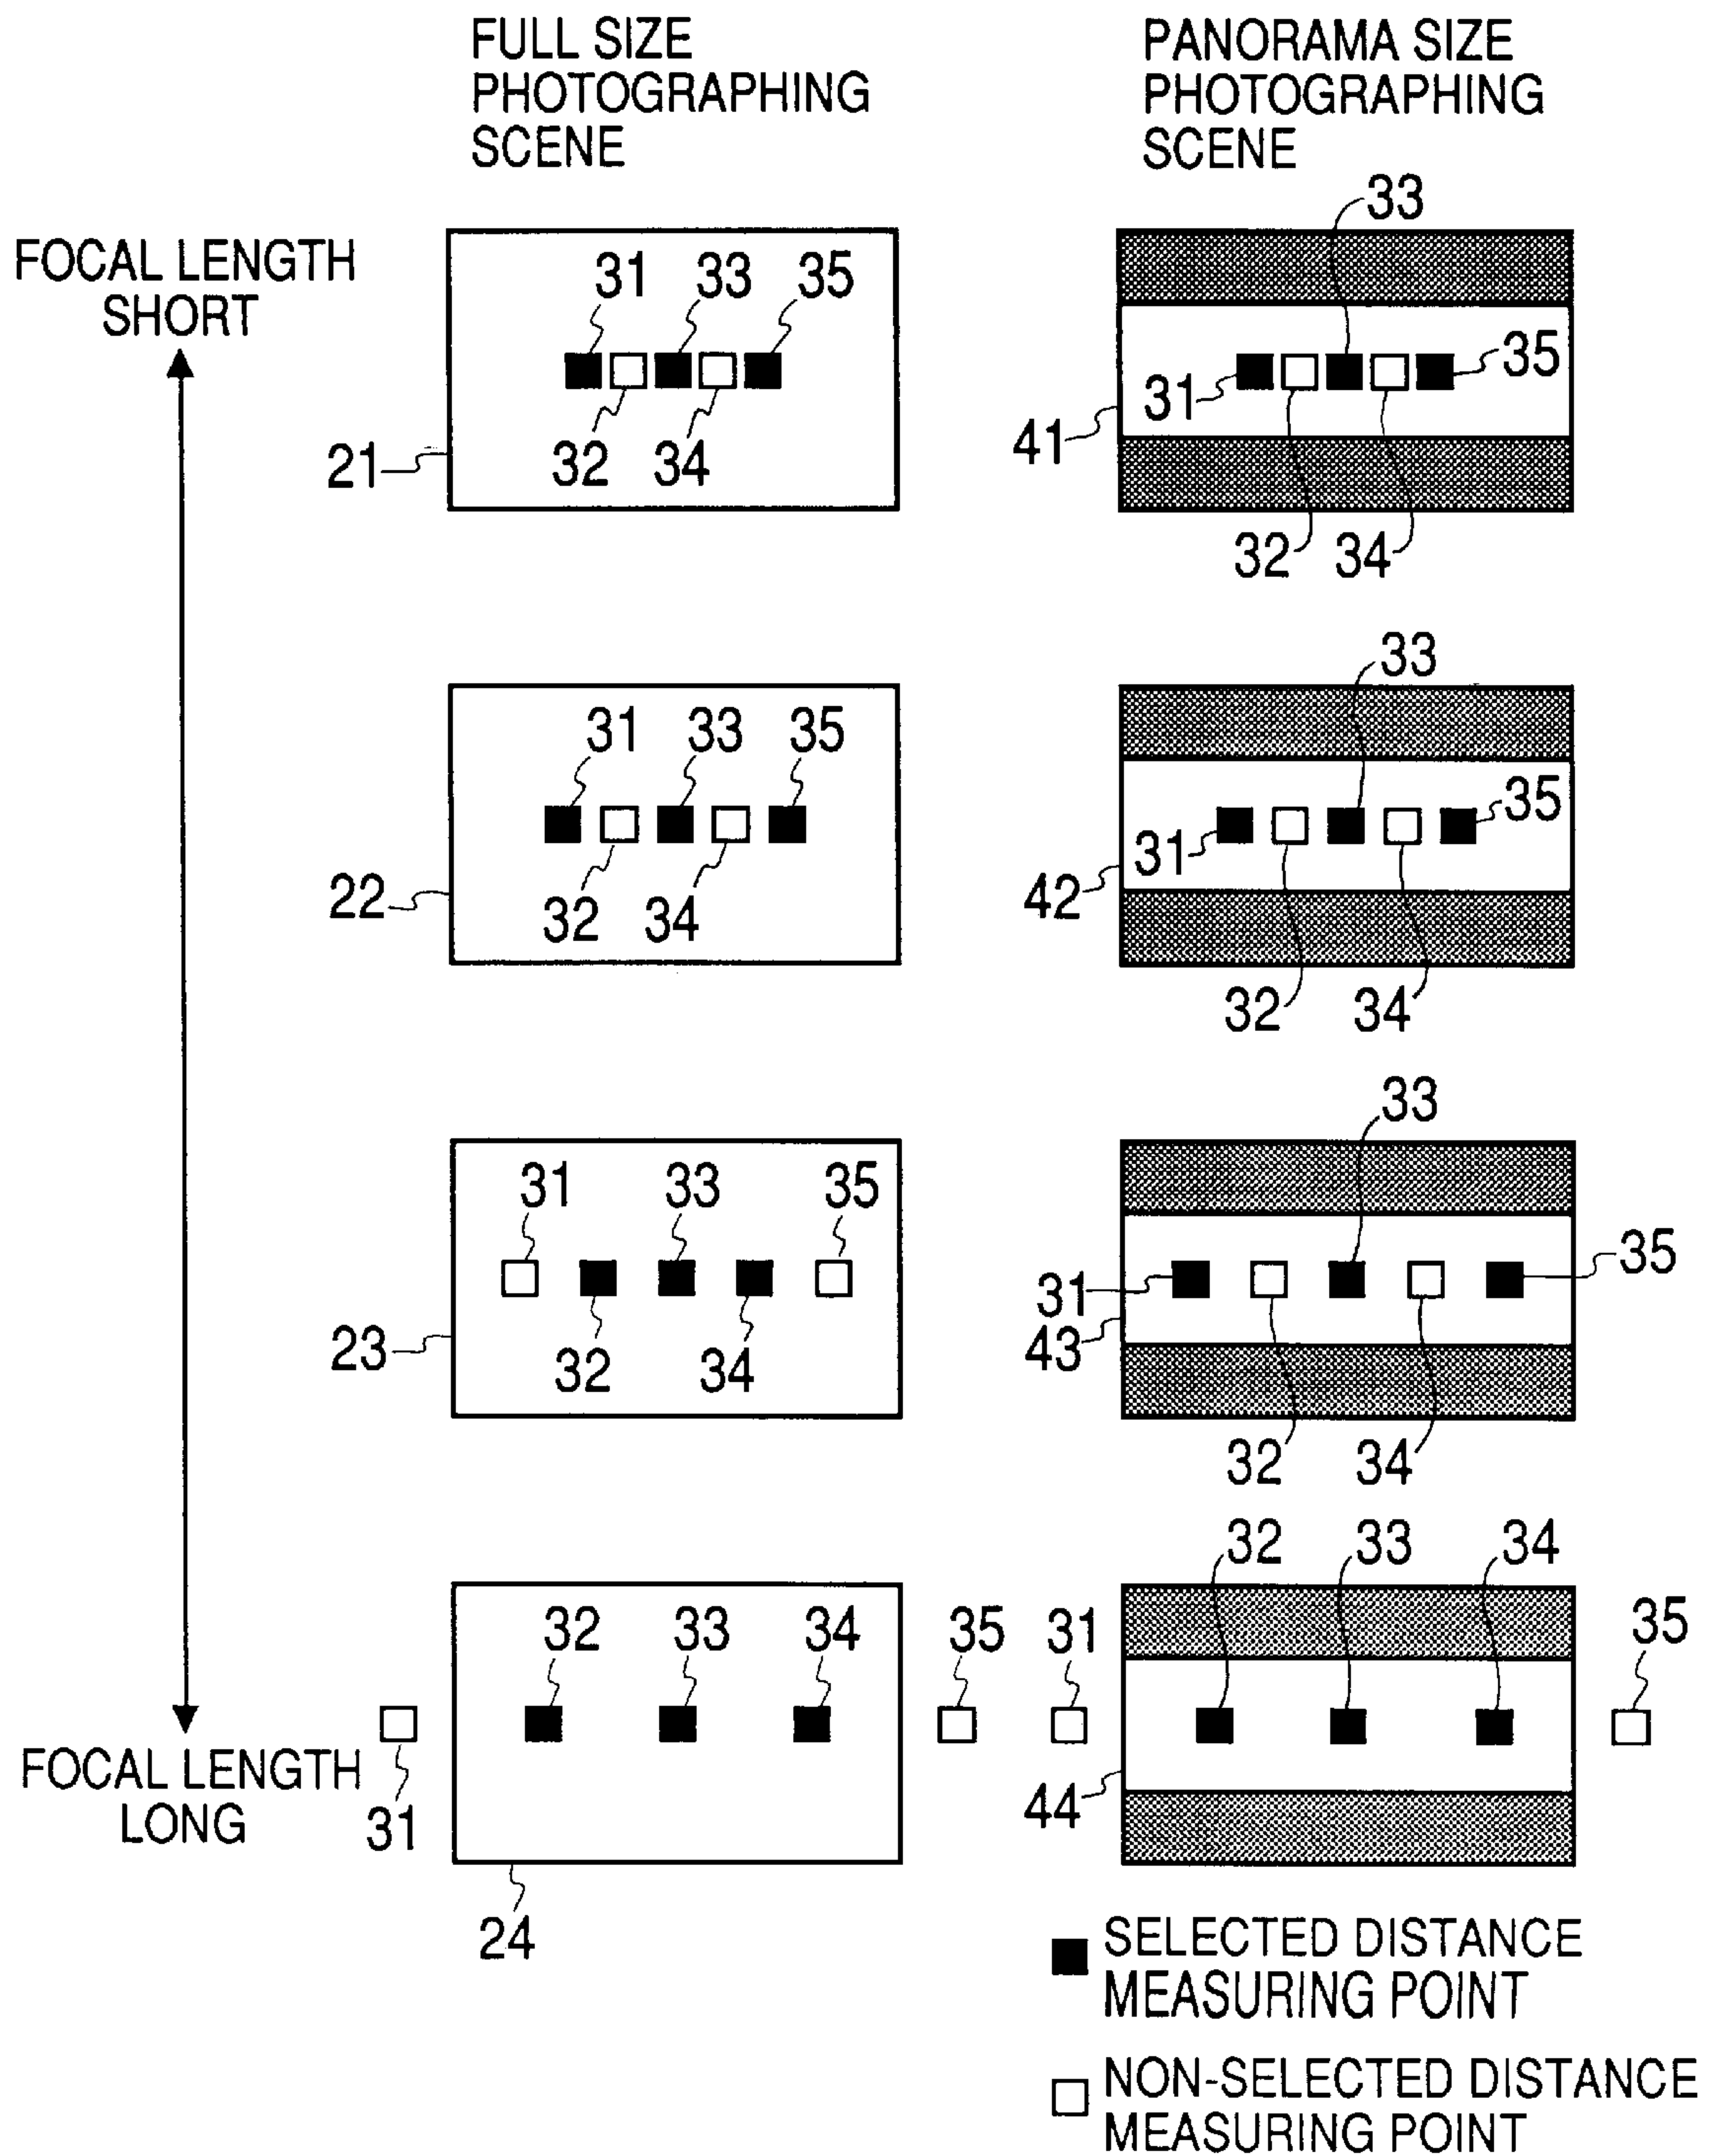 FULL SIZE
PHOTOGRAPHING
SCENE
PANORAMA SIZE
PHOTOGRAPHING
SCENE
FOCAL LENGTH
SHORT
31 33 35
32 34
21
33
31
35
41
32 34
31 33 35
32 34
22
33
31
35
42
32 34
31 33 35
32 34
23
33
31
35
43
32 34
32 33 34
35
31
24
31
32 33 34
35
44
FOCAL LENGTH
LONG
SELECTED DISTANCE
MEASURING POINT
NON-SELECTED DISTANCE
MEASURING POINT